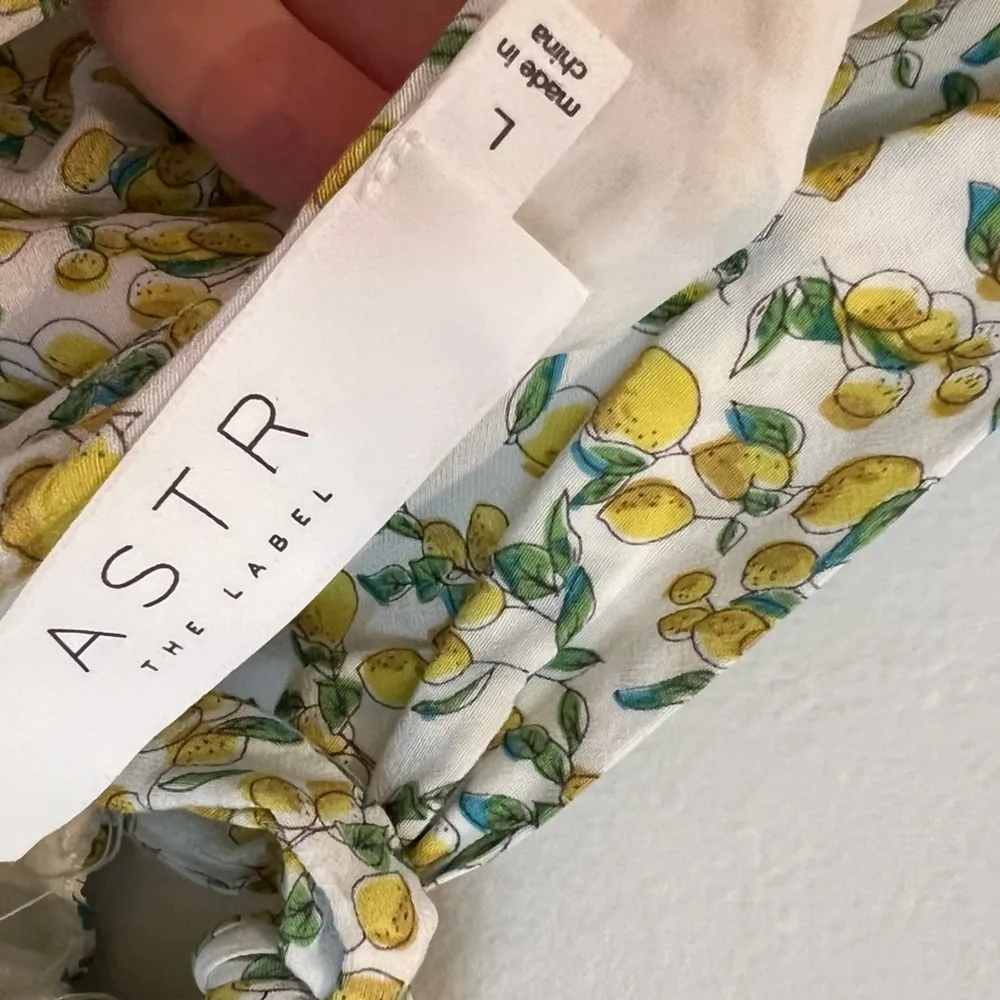 ASTR
THE LABEL
L
made in
china